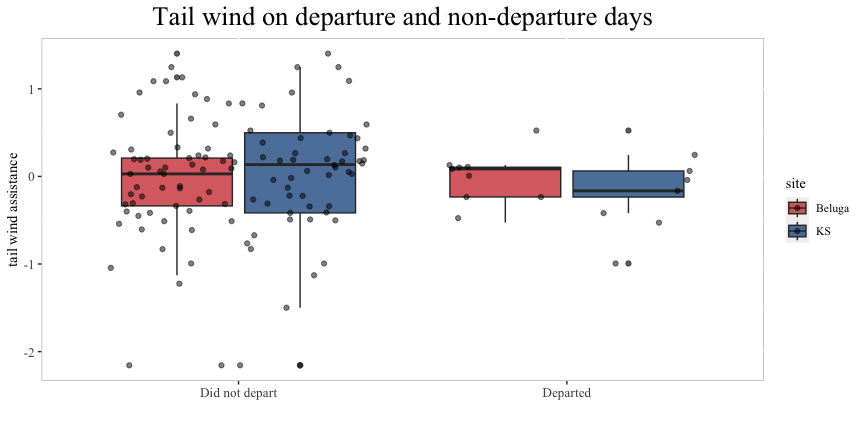 Tail wind on departure and non-departure days
tail wind assistance
1
0
-1
-2
Did not depart
Departed
site
Beluga
KS